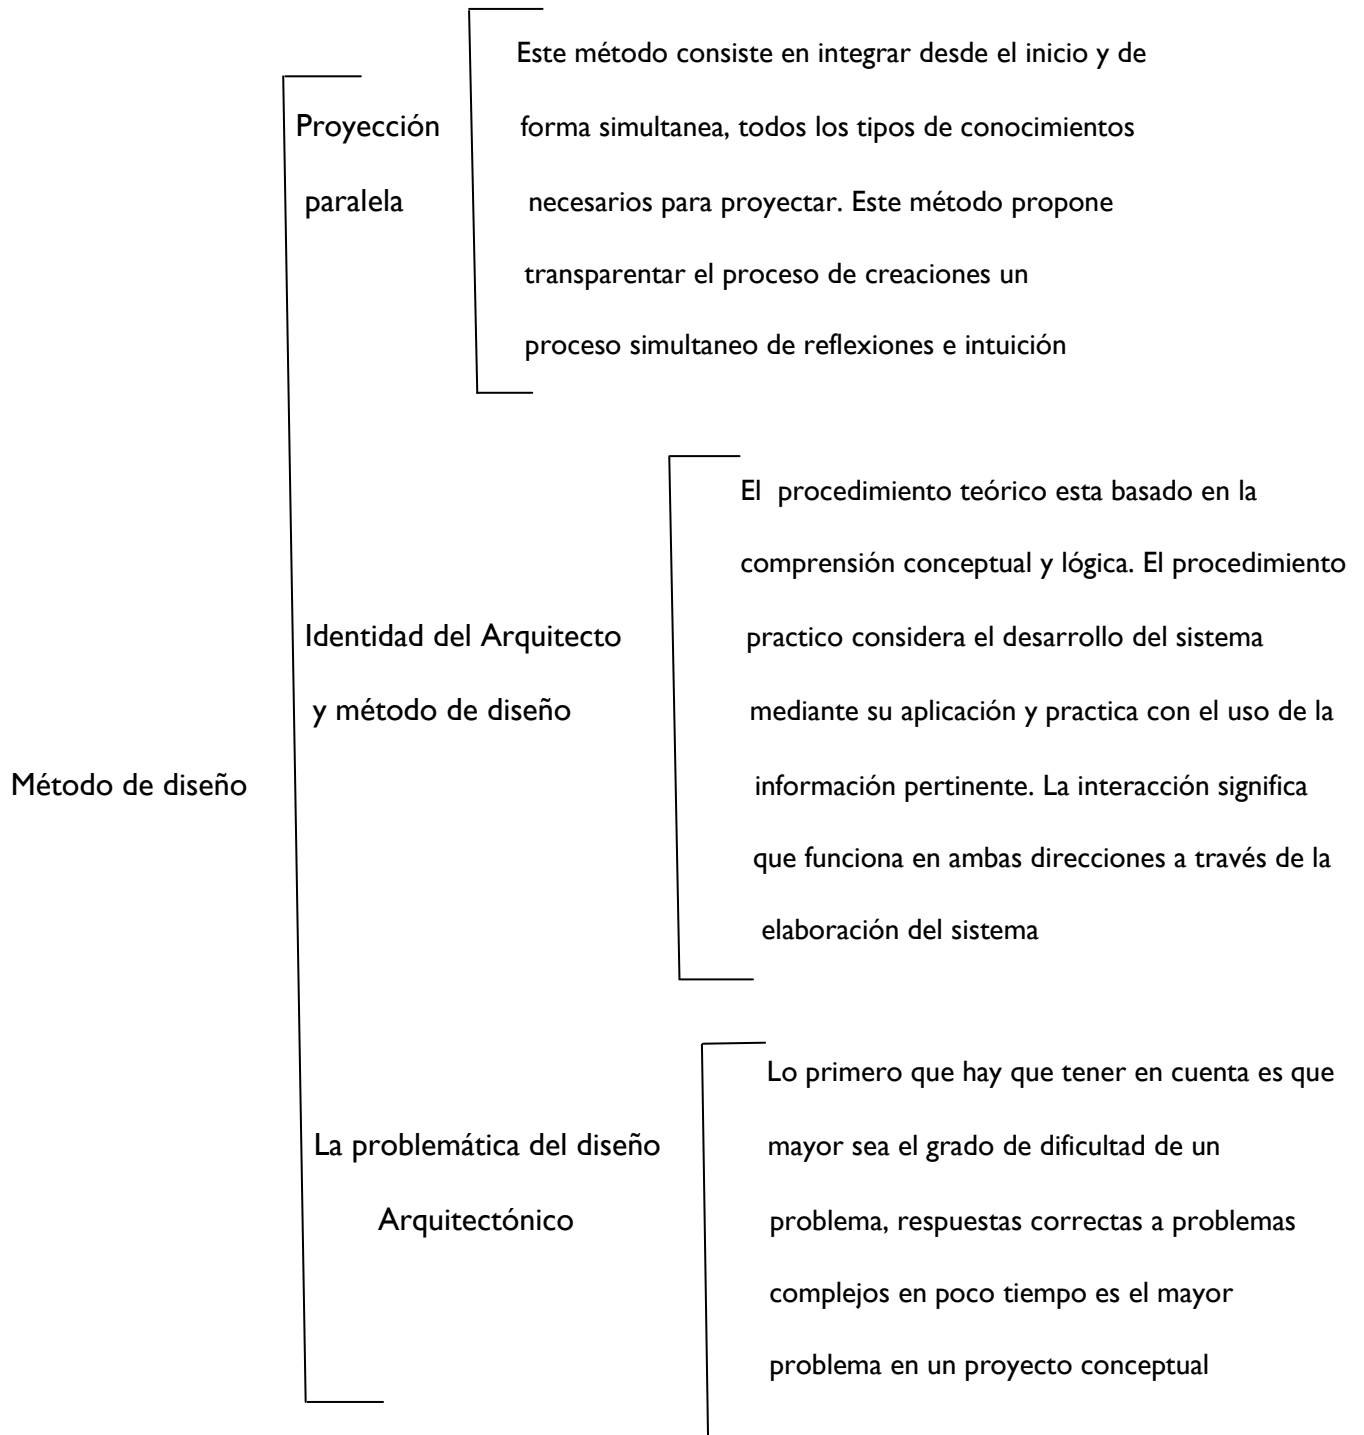 Método de diseño
Proyección
paralela
Este método consiste en integrar desde el inicio y de
forma simultanea, todos los tipos de conocimientos
necesarios para proyectar. Este método propone
transparentar el proceso de creaciones un
proceso simultaneo de reflexiones e intuición
Identidad del Arquitecto
y método de diseño
El procedimiento teórico esta basado en la
comprensión conceptual y lógica. El procedimiento
practico considera el desarrollo del sistema
mediante su aplicación y practica con el uso de la
información pertinente. La interacción significa
que funciona en ambas direcciones a través de la
elaboración del sistema
La problemática del diseño
Arquitectónico
Lo primero que hay que tener en cuenta es que
mayor sea el grado de dificultad de un
problema, respuestas correctas a problemas
complejos en poco tiempo es el mayor
problema en un proyecto conceptual